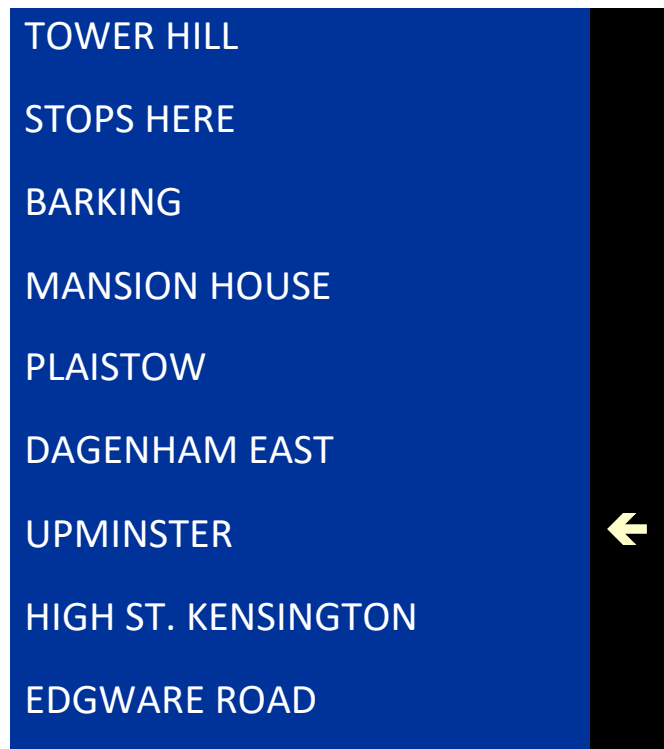 TOWER HILL
STOPS HERE
BARKING
MANSION HOUSE
PLAISTOW
DAGENHAM EAST
UPMINSTER
HIGH ST. KENSINGTON
EDGWARE ROAD